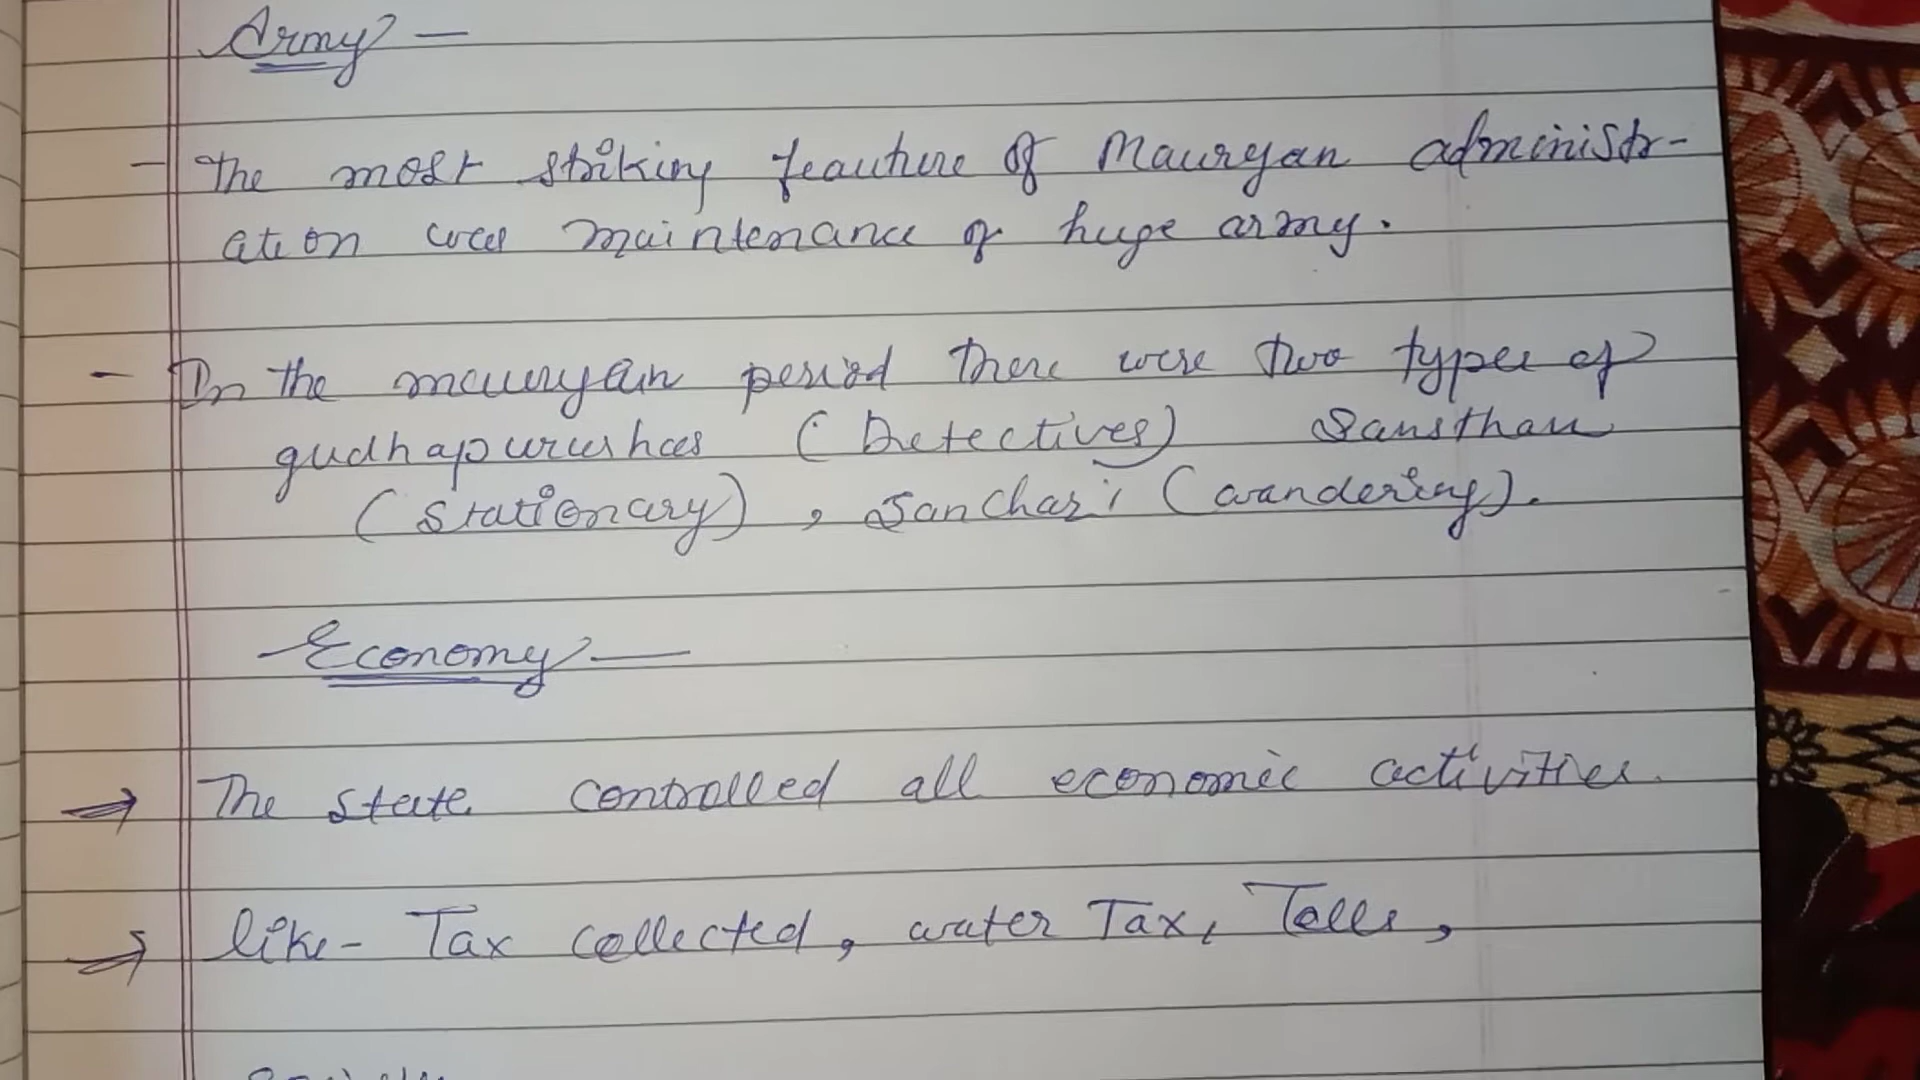 Army -
- The most striking feauture of Mauryan administr-
ation was maintenance of huge army.
- In the mauryan period there were two types of
gudhapurushas (Detectives) Sansthan
(Stationary), Sanchari (wandering).
Economy -
→ The state controlled all economic activities.
→ like - Tax collected, water Tax, Tolls,